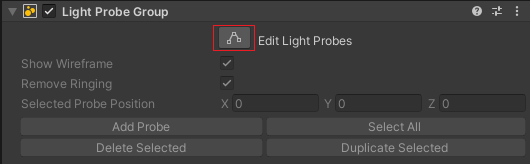 Light Probe Group
Edit Light Probes
Show Wireframe
Remove Ringing
Selected Probe Position X 0 Y 0 Z 0
Add Probe Select All
Delete Selected Duplicate Selected